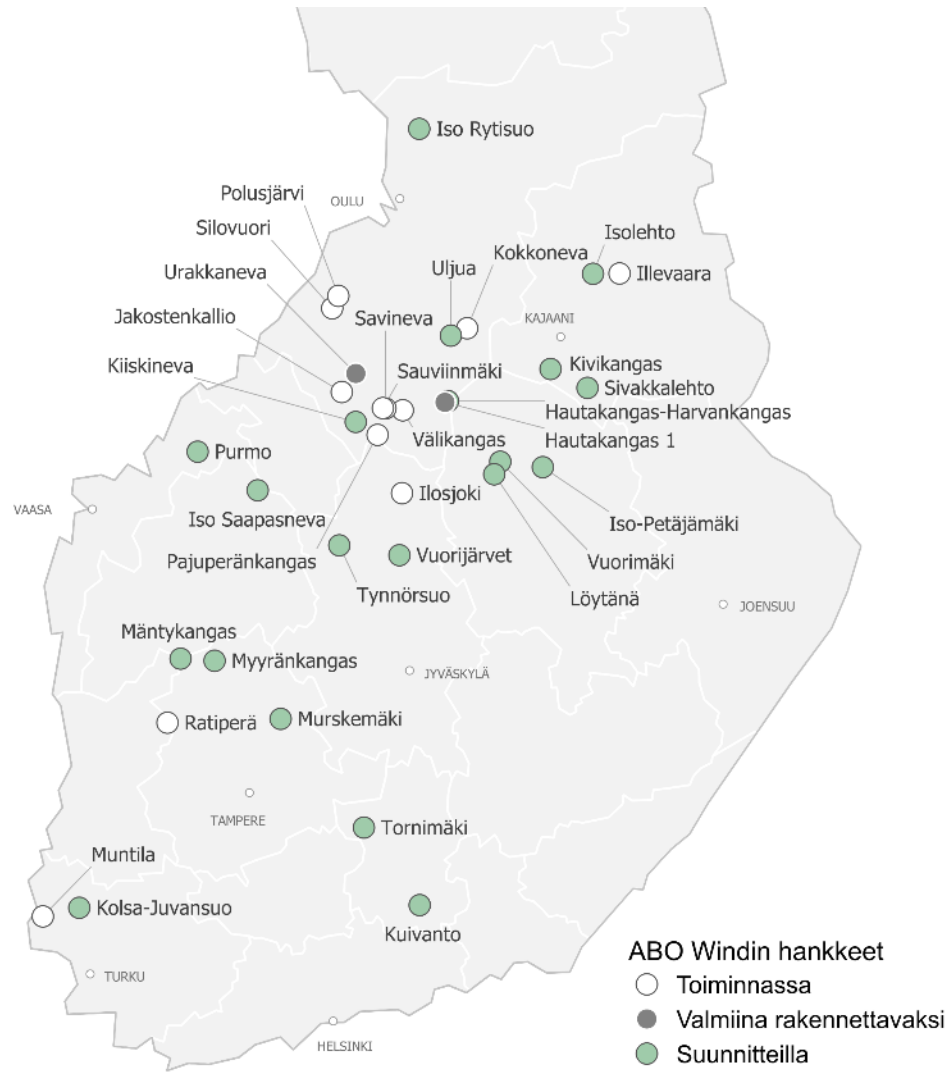 Iso Rytisuo
Polusjärvi
OULU
Silovuori
Isolehto
Kokkoneva
Uljua
Urakkaneva
Illevaara
Jakostenkallio
Savineva
KAJAANI
Kiiskineva
Sauviinmäki
Kivikangas
Sivakkalehto
Hautakangas-Harvankangas
Välikangas
Hautakangas 1
Purmo
Ilosjoki
VAASA
Iso Saapasneva
Iso-Petäjämäki
Pajuperänkangas
Vuorijärvet
Vuorimäki
Tynnörsuo
Löytänä
JOENSUU
Mäntykangas
Myyränkangas
JYVÄSKYLÄ
Ratiperä
Murskemäki
TAMPERE
Tornimäki
Muntila
Kolsa-Juvansuo
Kuivanto
TURKU
HELSINKI
ABO Windin hankkeet
Toiminnassa
Valmiina rakennettavaksi
Suunnitteilla